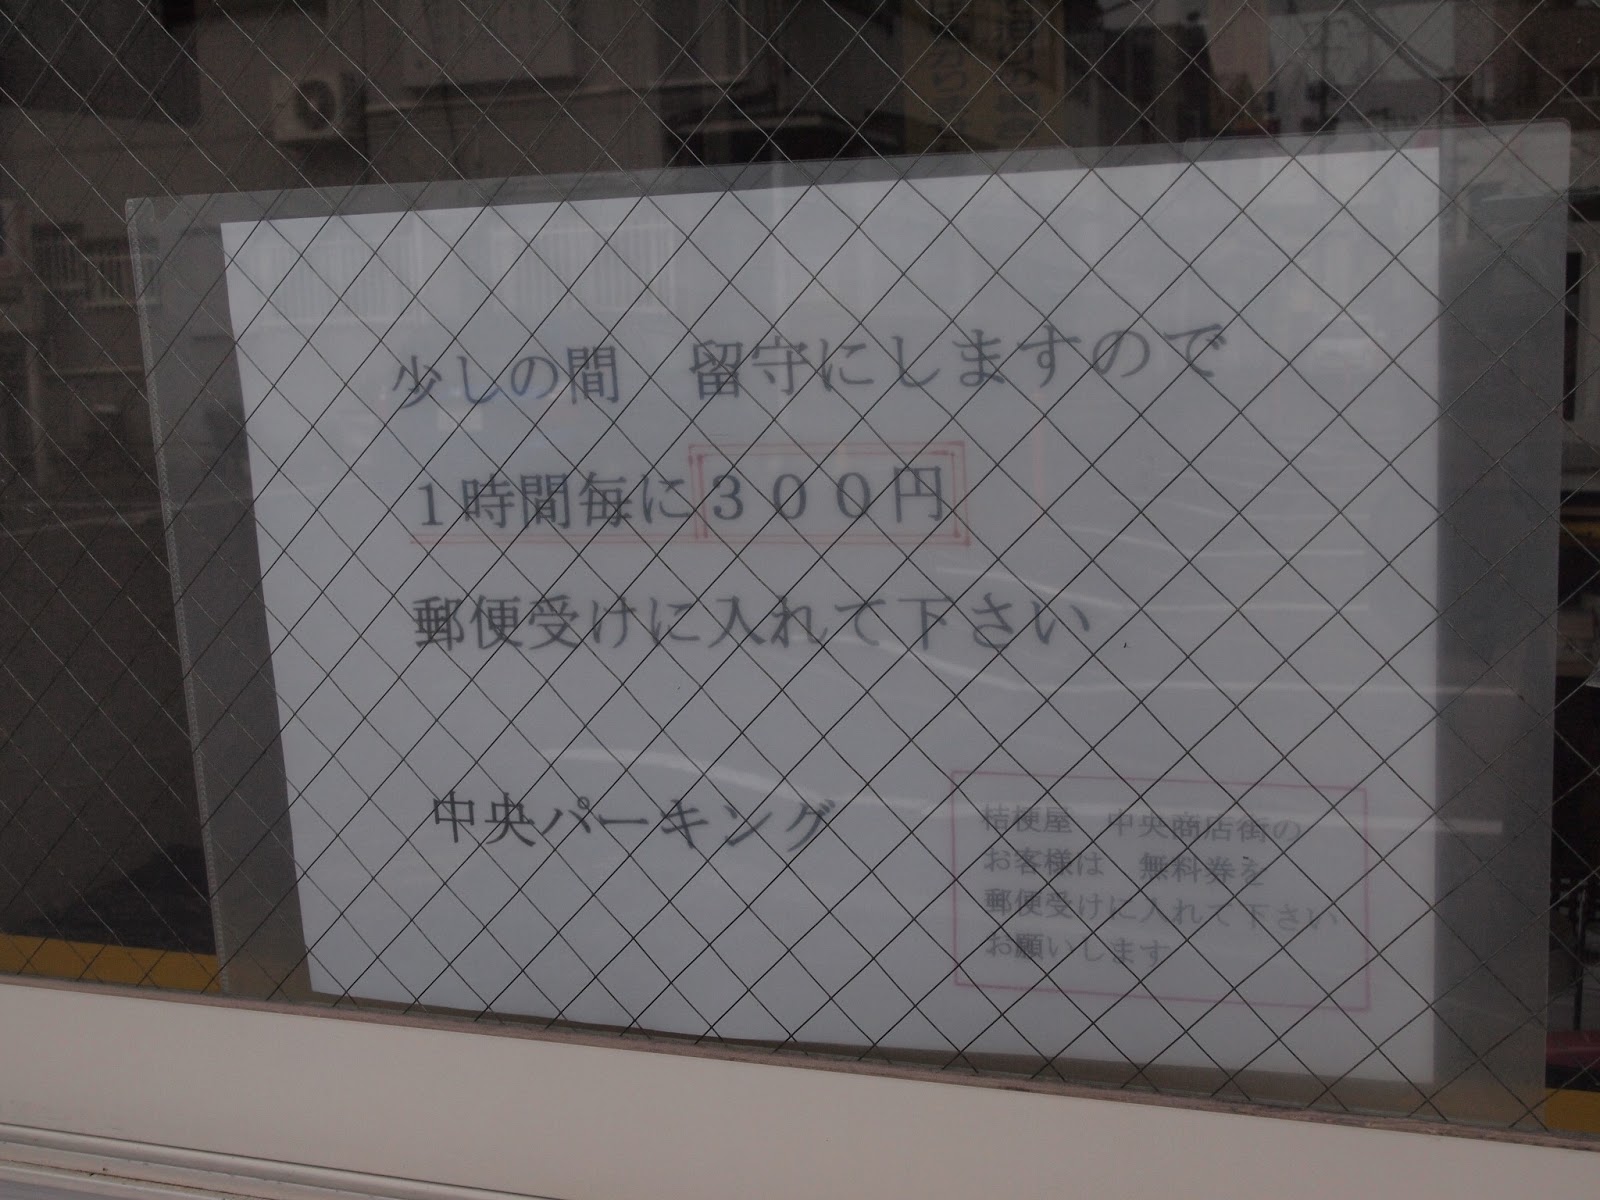 少しの間　留守にしますので
１時間毎に３００円
郵便受けに入れて下さい
中央パーキング
桔梗屋　中央商店街の
お客様は　無料券を
郵便受けに入れて下さい
お願いします